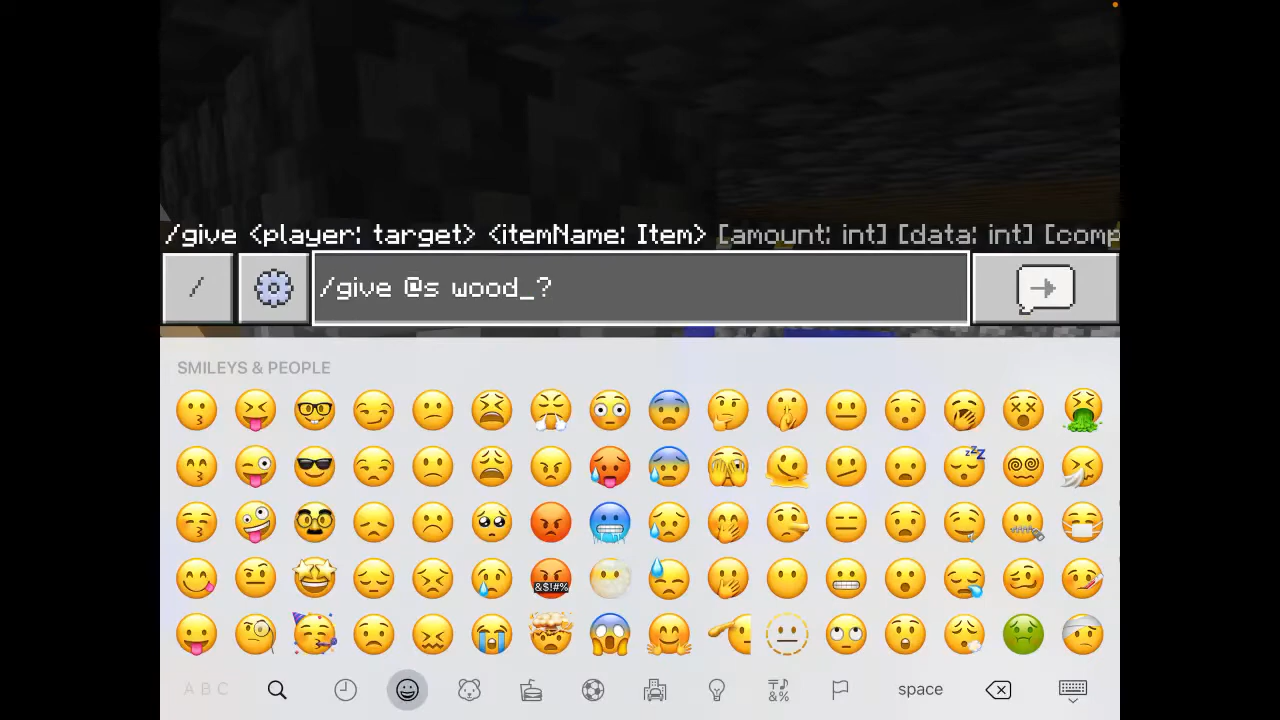 /give <player: target> <itemName: Item> [amount: int] [data: int] [comp
/
/give @s wood_?
SMILEYS & PEOPLE
&$!#%
ABC
space